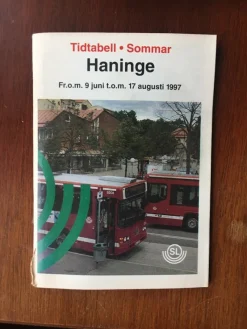 Tidtabell • Sommar
Haninge
Fr.o.m. 9 juni t.o.m. 17 augusti 1997
SL